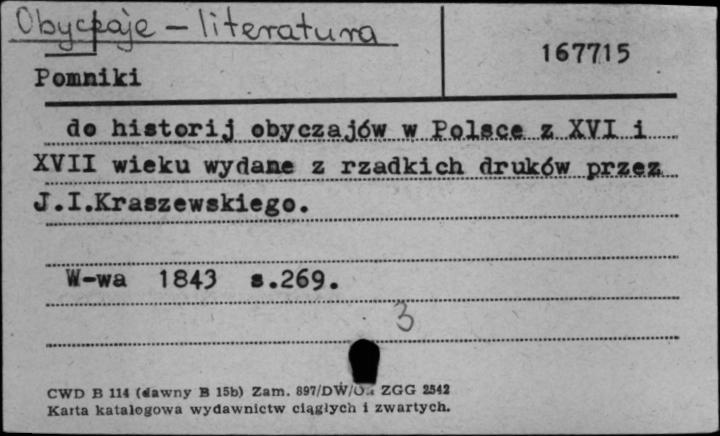 Obyczaje – literatura
167715
Pomniki
do historij obyczajów w Polsce z XVI i
XVII wieku wydane z rzadkich druków przez
J.I.Kraszewskiego.
W-wa 1843 s.269.
3
CWD B 114 (dawny B 15b) Zam. 897/DW/ ZGG 2542
Karta katalogowa wydawnictw ciągłych i zwartych.